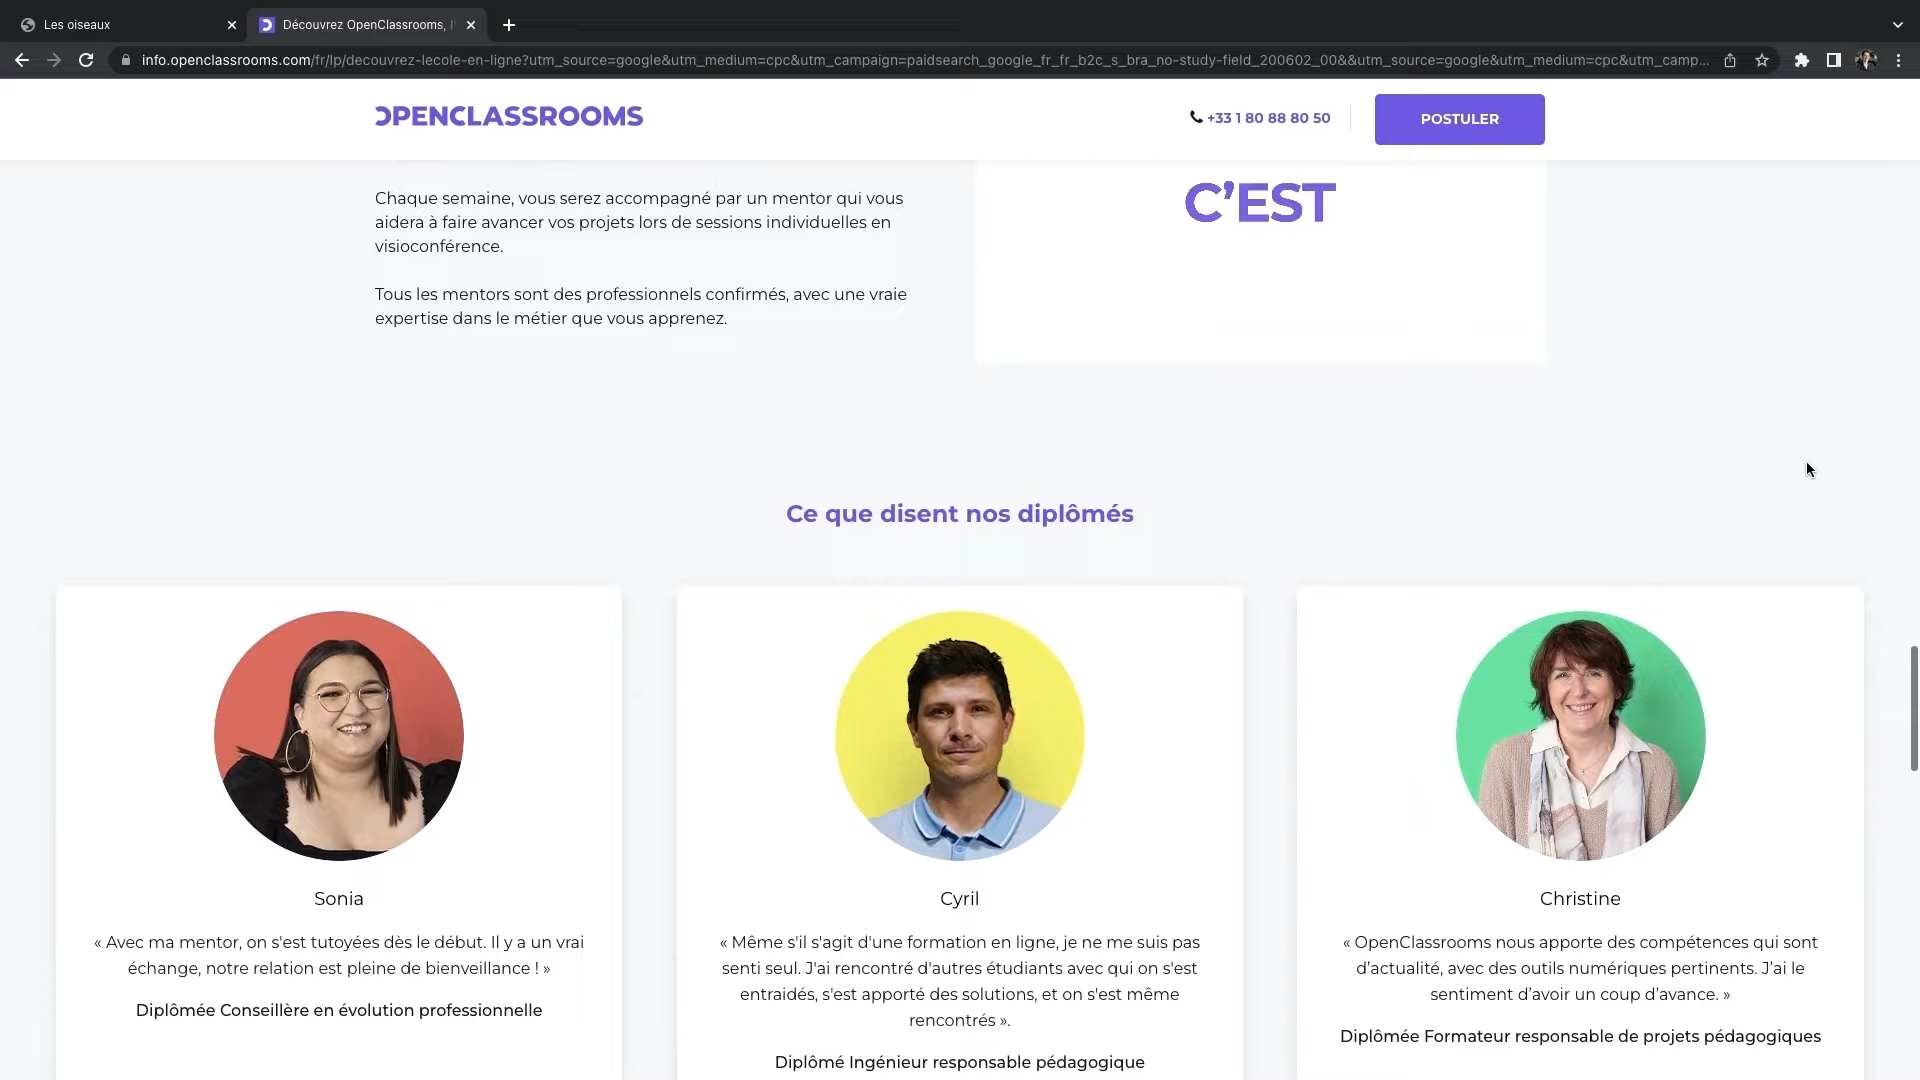 Les oiseaux
Découvrez OpenClassrooms, l'
info.openclassrooms.com/fr/lp/decouvrez-lecole-en-ligne?utm_source=google&utm_medium=cpc&utm_campaign=paidsearch_google_fr_fr_b2c_s_bra_no-study-field_200602_00&&utm_source=google&utm_medium=cpc&utm_camp...
OPENCLASSROOMS
+33 1 80 88 80 50
POSTULER
Chaque semaine, vous serez accompagné par un mentor qui vous
aidera à faire avancer vos projets lors de sessions individuelles en
visioconférence.
Tous les mentors sont des professionnels confirmés, avec une vraie
expertise dans le métier que vous apprenez.
C'EST
Ce que disent nos diplômés
Sonia
« Avec ma mentor, on s'est tutoyées dès le début. Il y a un vrai
échange, notre relation est pleine de bienveillance ! »
Diplômée Conseillère en évolution professionnelle
Cyril
« Même s'il s'agit d'une formation en ligne, je ne me suis pas
senti seul. J'ai rencontré d'autres étudiants avec qui on s'est
entraidés, s'est apporté des solutions, et on s'est même
rencontrés ».
Diplômé Ingénieur responsable pédagogique
Christine
« OpenClassrooms nous apporte des compétences qui sont
d’actualité, avec des outils numériques pertinents. J’ai le
sentiment d’avoir un coup d’avance. »
Diplômée Formateur responsable de projets pédagogiques